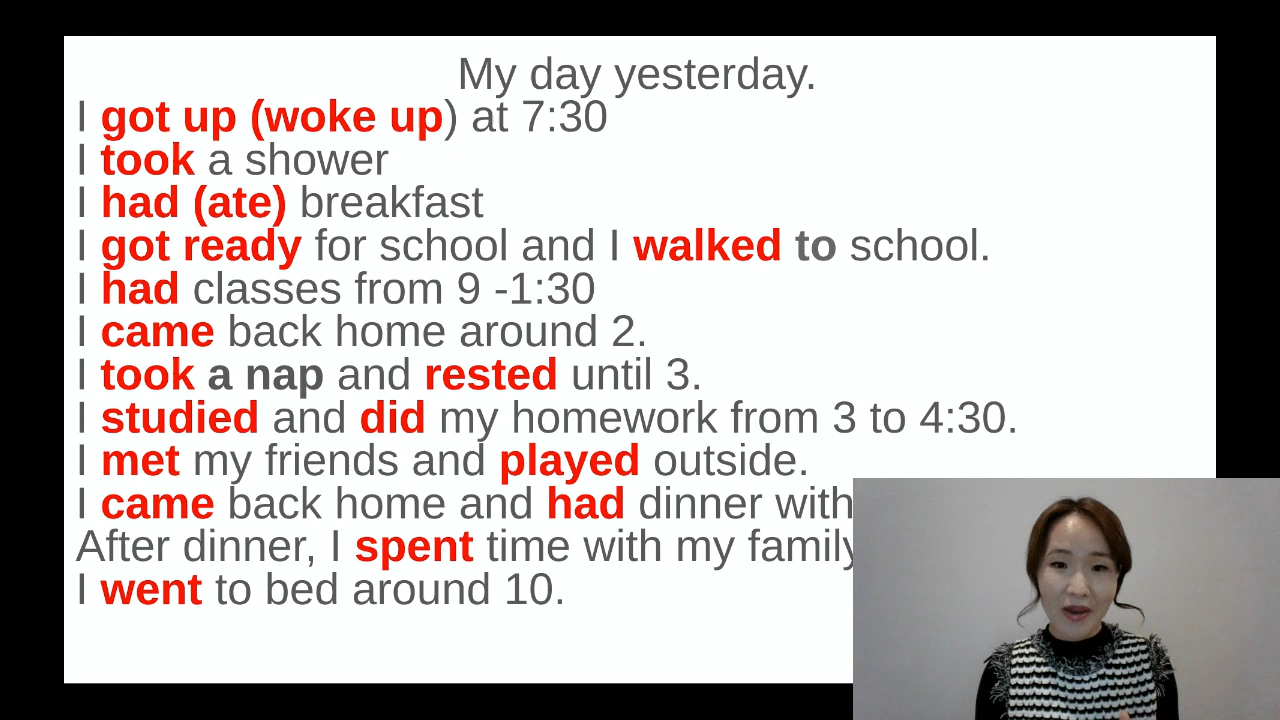 My day yesterday.
I got up (woke up) at 7:30
I took a shower
I had (ate) breakfast
I got ready for school and I walked to school.
I had classes from 9 -1:30
I came back home around 2.
I took a nap and rested until 3.
I studied and did my homework from 3 to 4:30.
I met my friends and played outside.
I came back home and had dinner with
After dinner, I spent time with my family
I went to bed around 10.